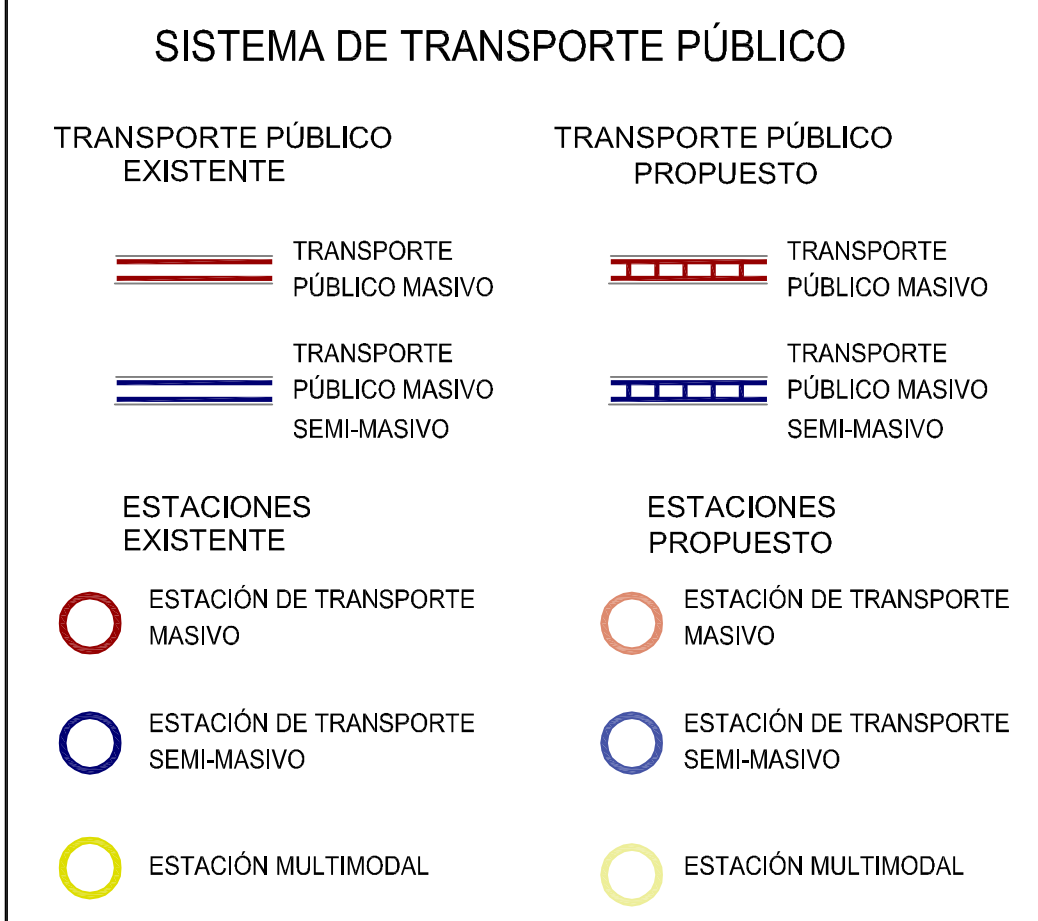 SISTEMA DE TRANSPORTE PÚBLICO
TRANSPORTE PÚBLICO
EXISTENTE
TRANSPORTE
PÚBLICO MASIVO
TRANSPORTE
PÚBLICO MASIVO
SEMI-MASIVO
ESTACIONES
EXISTENTE
ESTACIÓN DE TRANSPORTE
MASIVO
ESTACIÓN DE TRANSPORTE
SEMI-MASIVO
ESTACIÓN MULTIMODAL
TRANSPORTE PÚBLICO
PROPUESTO
TRANSPORTE
PÚBLICO MASIVO
TRANSPORTE
PÚBLICO MASIVO
SEMI-MASIVO
ESTACIONES
PROPUESTO
ESTACIÓN DE TRANSPORTE
MASIVO
ESTACIÓN DE TRANSPORTE
SEMI-MASIVO
ESTACIÓN MULTIMODAL